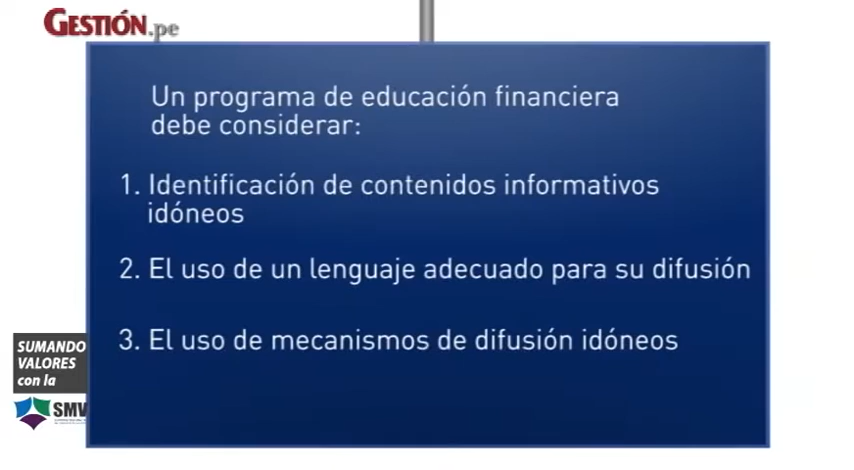 GESTIÓN.pe
Un programa de educación financiera
debe considerar:
1. Identificación de contenidos informativos
idóneos
2. El uso de un lenguaje adecuado para su difusión
3. El uso de mecanismos de difusión idóneos
SUMANDO
VALORES
con la
SMV